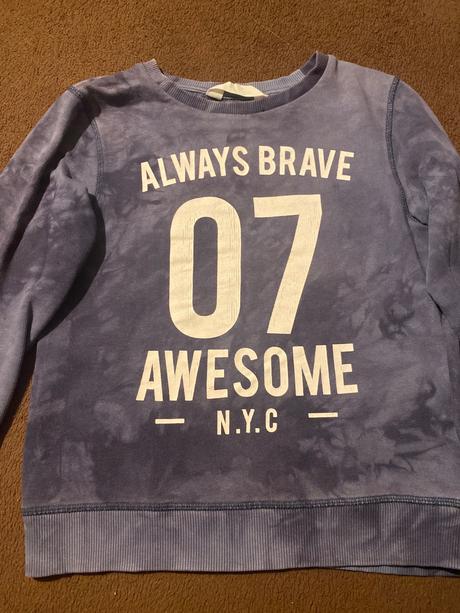 ALWAYS BRAVE
07
AWESOME
— N.Y.C —